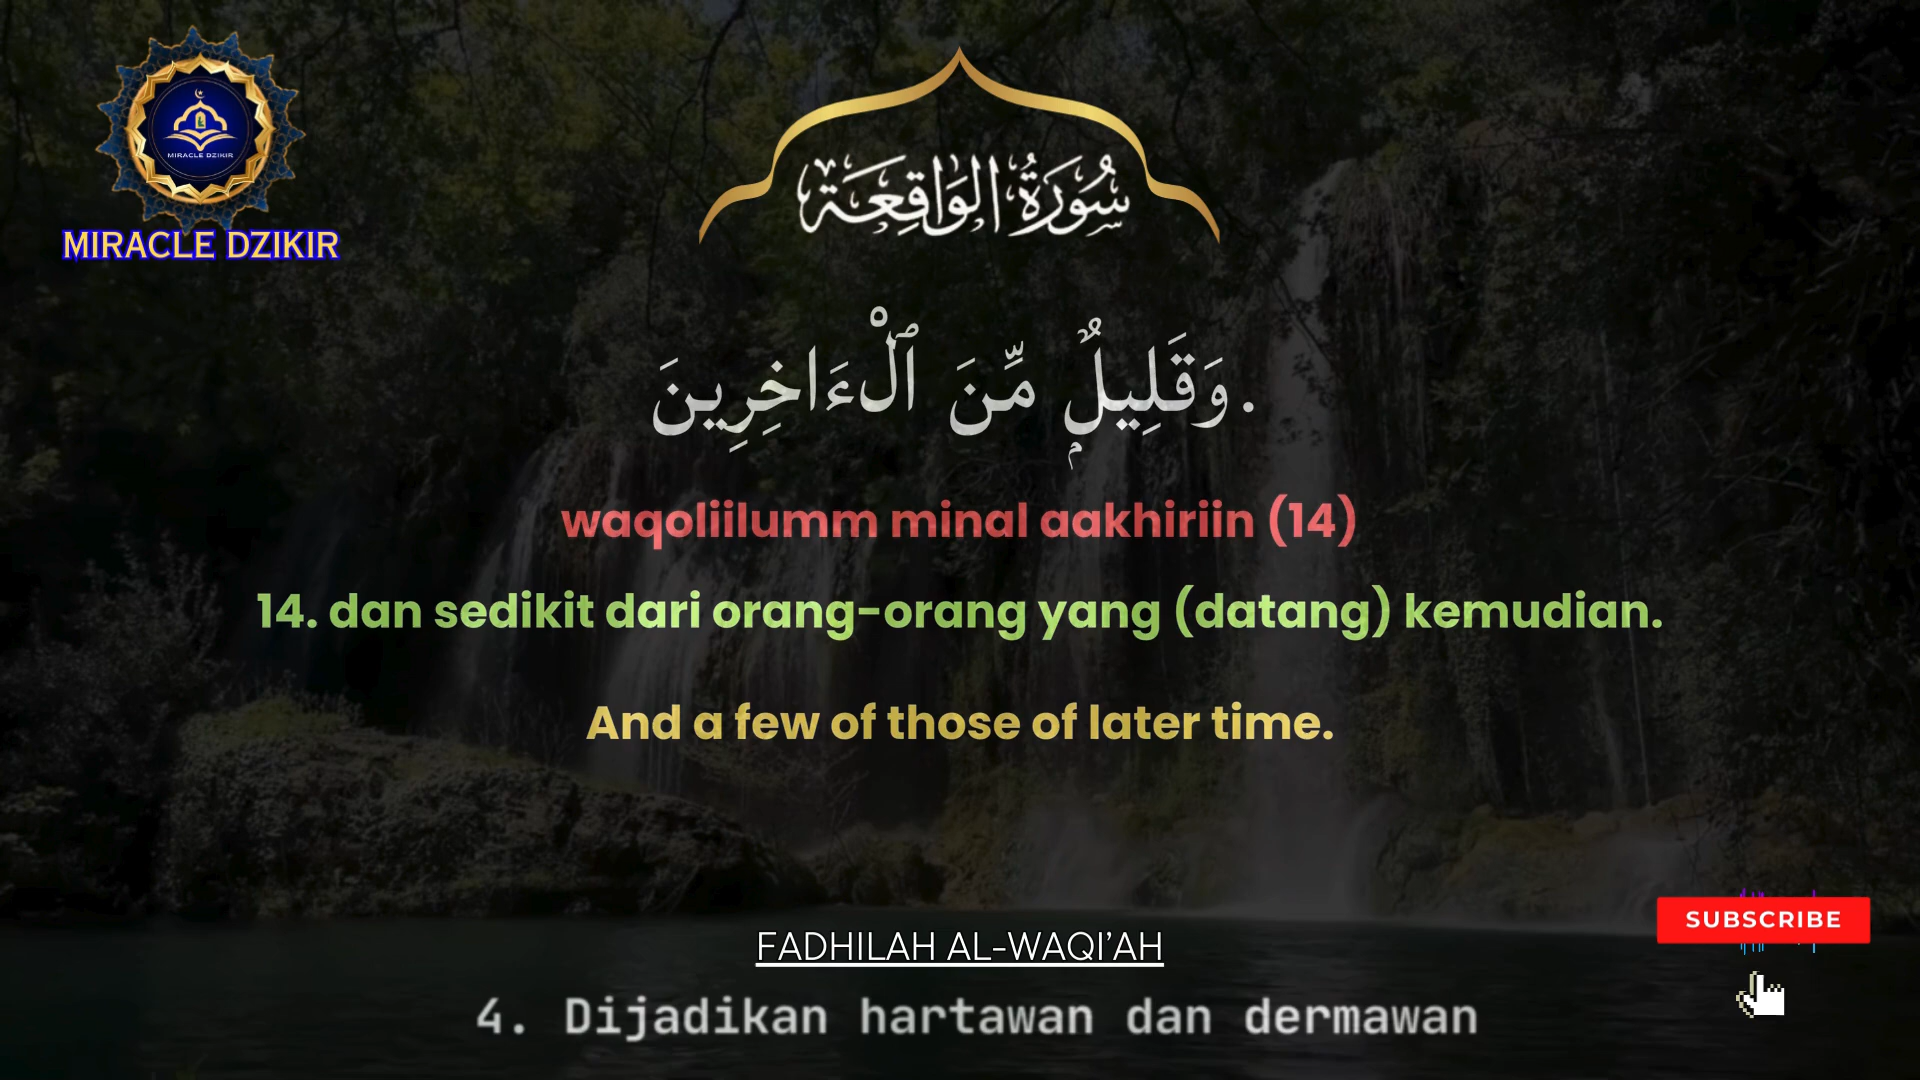 MIRACLE DZIKIR
MIRACLE DZIKIR
سُورَةُ الوَاقِعَة
.وَقَلِيلٌۭ مِّنَ ٱلْءَاخِرِينَ
waqoliilumm minal aakhiriin (14)
14. dan sedikit dari orang-orang yang (datang) kemudian.
And a few of those of later time.
SUBSCRIBE
FADHILAH AL-WAQI’AH
4. Dijadikan hartawan dan dermawan